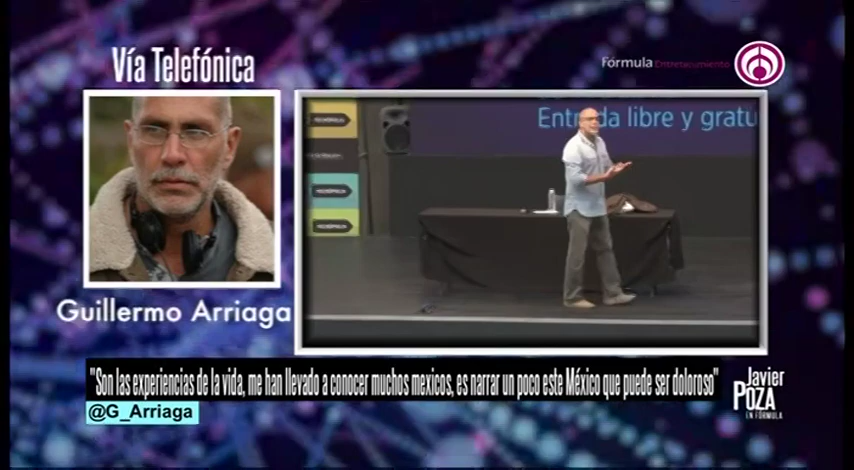 Vía Telefónica
Fórmula Entretenimiento
Entrada libre y gratu
Guillermo Arriaga
"Son las experiencias de la vida, me han llevado a conocer muchos mexicos, es narrar un poco este México que puede ser doloroso"
@G_Arriaga
Javier
POZA
EN FÓRMULA